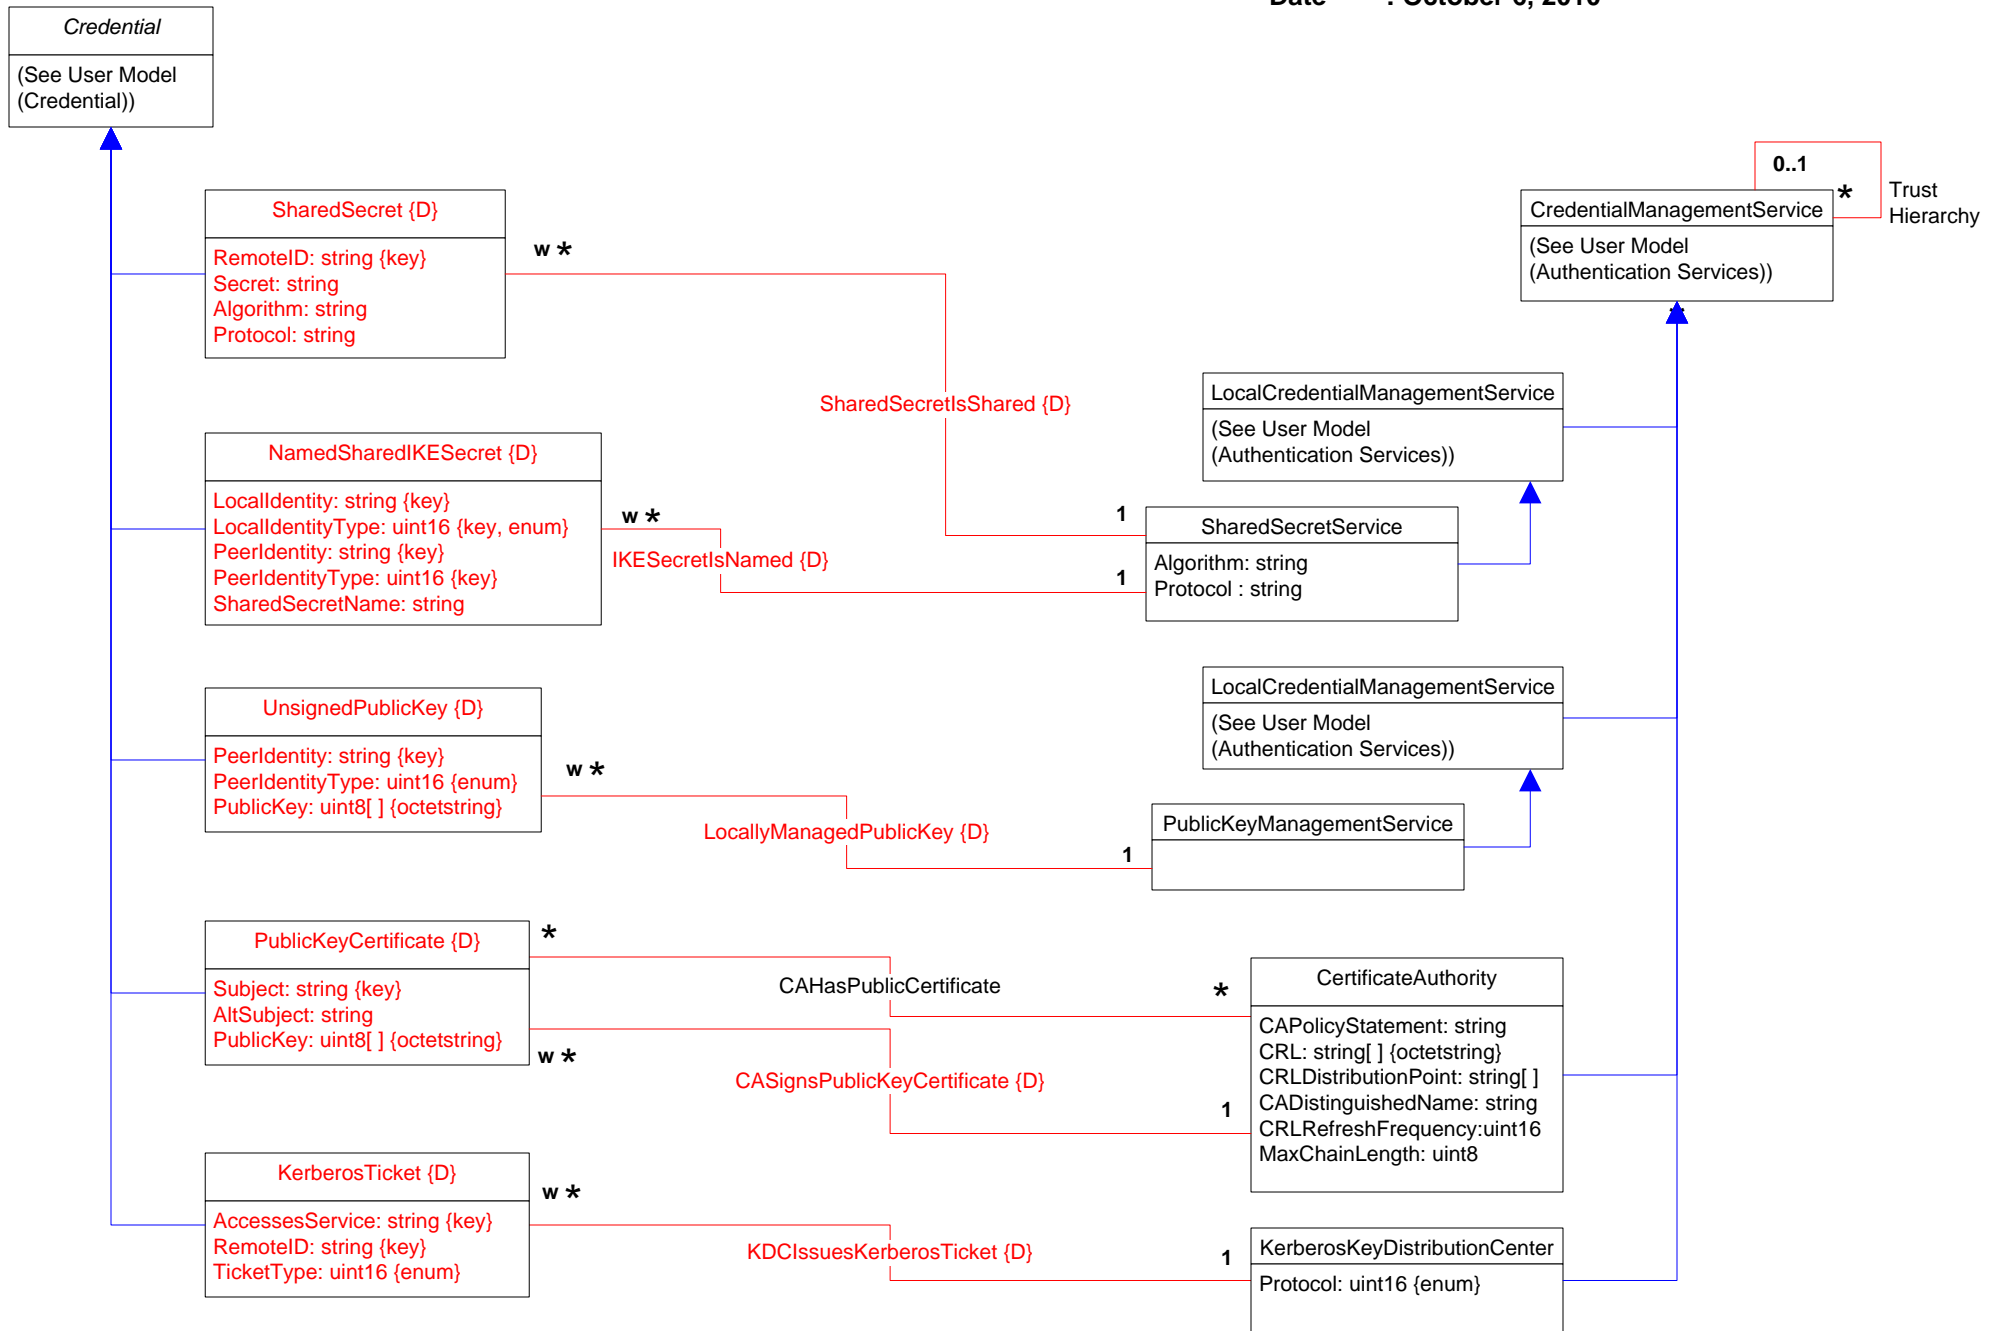 Date : October 6, 2010
Credential
(See User Model
(Credential))
0..1
*
Trust
Hierarchy
CredentialManagementService
(See User Model
(Authentication Services))
*
SharedSecret {D}
RemoteID: string {key}
Secret: string
Algorithm: string
Protocol: string
w *
SharedSecretIsShared {D}
1
LocalCredentialManagementService
(See User Model
(Authentication Services))
NamedSharedIKESecret {D}
LocalIdentity: string {key}
LocalIdentityType: uint16 {key, enum}
PeerIdentity: string {key}
PeerIdentityType: uint16 {key}
SharedSecretName: string
w *
IKESecretIsNamed {D}
1
SharedSecretService
Algorithm: string
Protocol : string
UnsignedPublicKey {D}
PeerIdentity: string {key}
PeerIdentityType: uint16 {enum}
PublicKey: uint8[ ] {octetstring}
w *
LocallyManagedPublicKey {D}
1
LocalCredentialManagementService
(See User Model
(Authentication Services))
PublicKeyManagementService
PublicKeyCertificate {D}
Subject: string {key}
AltSubject: string
PublicKey: uint8[ ] {octetstring}
*
CAHasPublicCertificate
*
w *
CASignsPublicKeyCertificate {D}
1
CertificateAuthority
CAPolicyStatement: string
CRL: string[ ] {octetstring}
CRLDistributionPoint: string[ ]
CADistinguishedName: string
CRLRefreshFrequency:uint16
MaxChainLength: uint8
KerberosTicket {D}
AccessesService: string {key}
RemoteID: string {key}
TicketType: uint16 {enum}
w *
KDCIssuesKerberosTicket {D}
1
KerberosKeyDistributionCenter
Protocol: uint16 {enum}